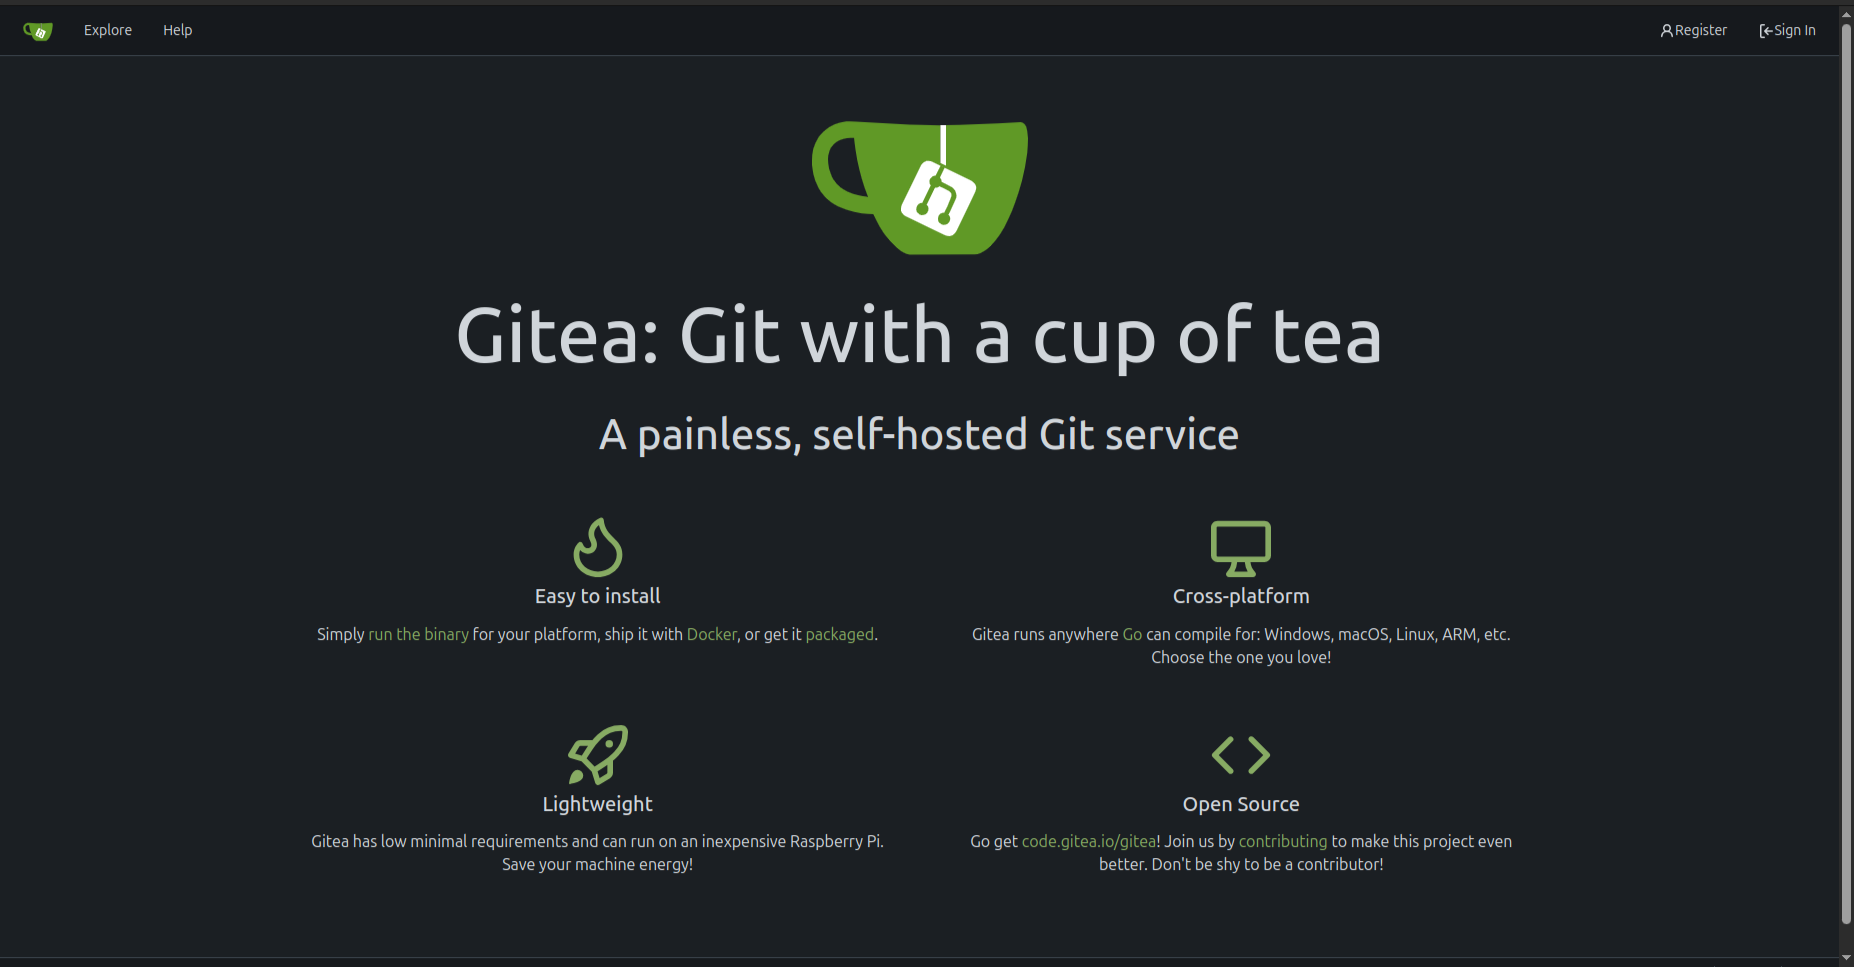 Explore
Help
Register
Sign In
Gitea: Git with a cup of tea
A painless, self-hosted Git service
Easy to install
Simply run the binary for your platform, ship it with Docker, or get it packaged.
Cross-platform
Gitea runs anywhere Go can compile for: Windows, macOS, Linux, ARM, etc.
Choose the one you love!
Lightweight
Gitea has low minimal requirements and can run on an inexpensive Raspberry Pi.
Save your machine energy!
Open Source
Go get code.gitea.io/gitea! Join us by contributing to make this project even
better. Don't be shy to be a contributor!